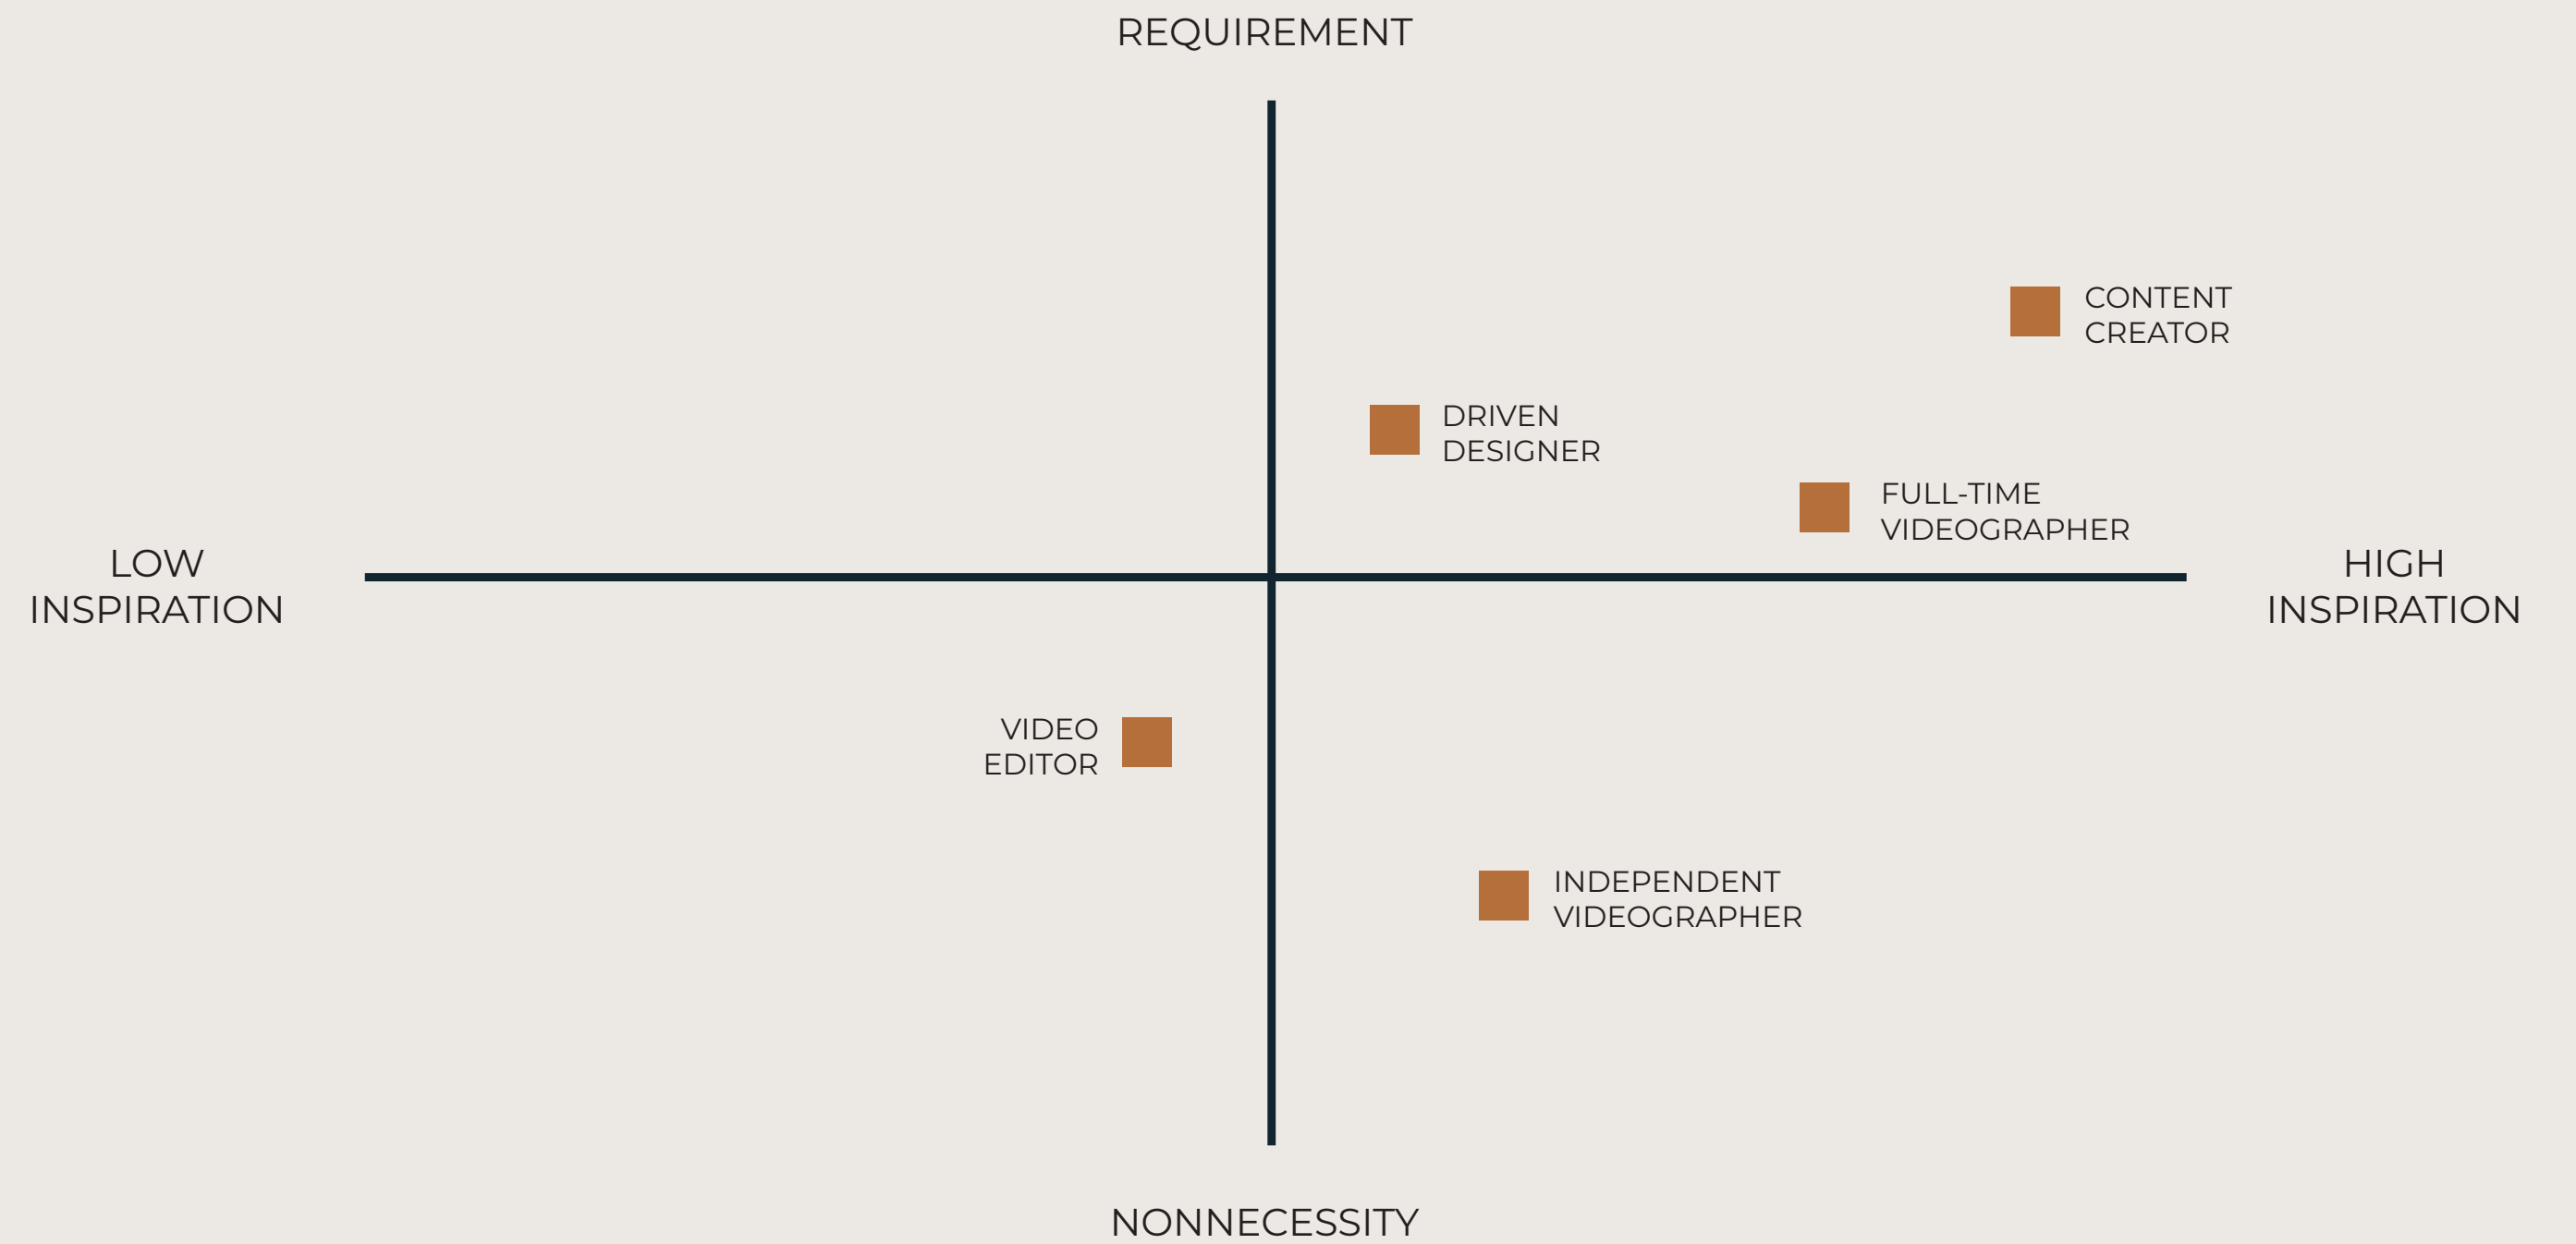 REQUIREMENT
CONTENT
CREATOR
DRIVEN
DESIGNER
FULL-TIME
VIDEOGRAPHER
LOW
INSPIRATION
HIGH
INSPIRATION
VIDEO
EDITOR
INDEPENDENT
VIDEOGRAPHER
NONNECESSITY